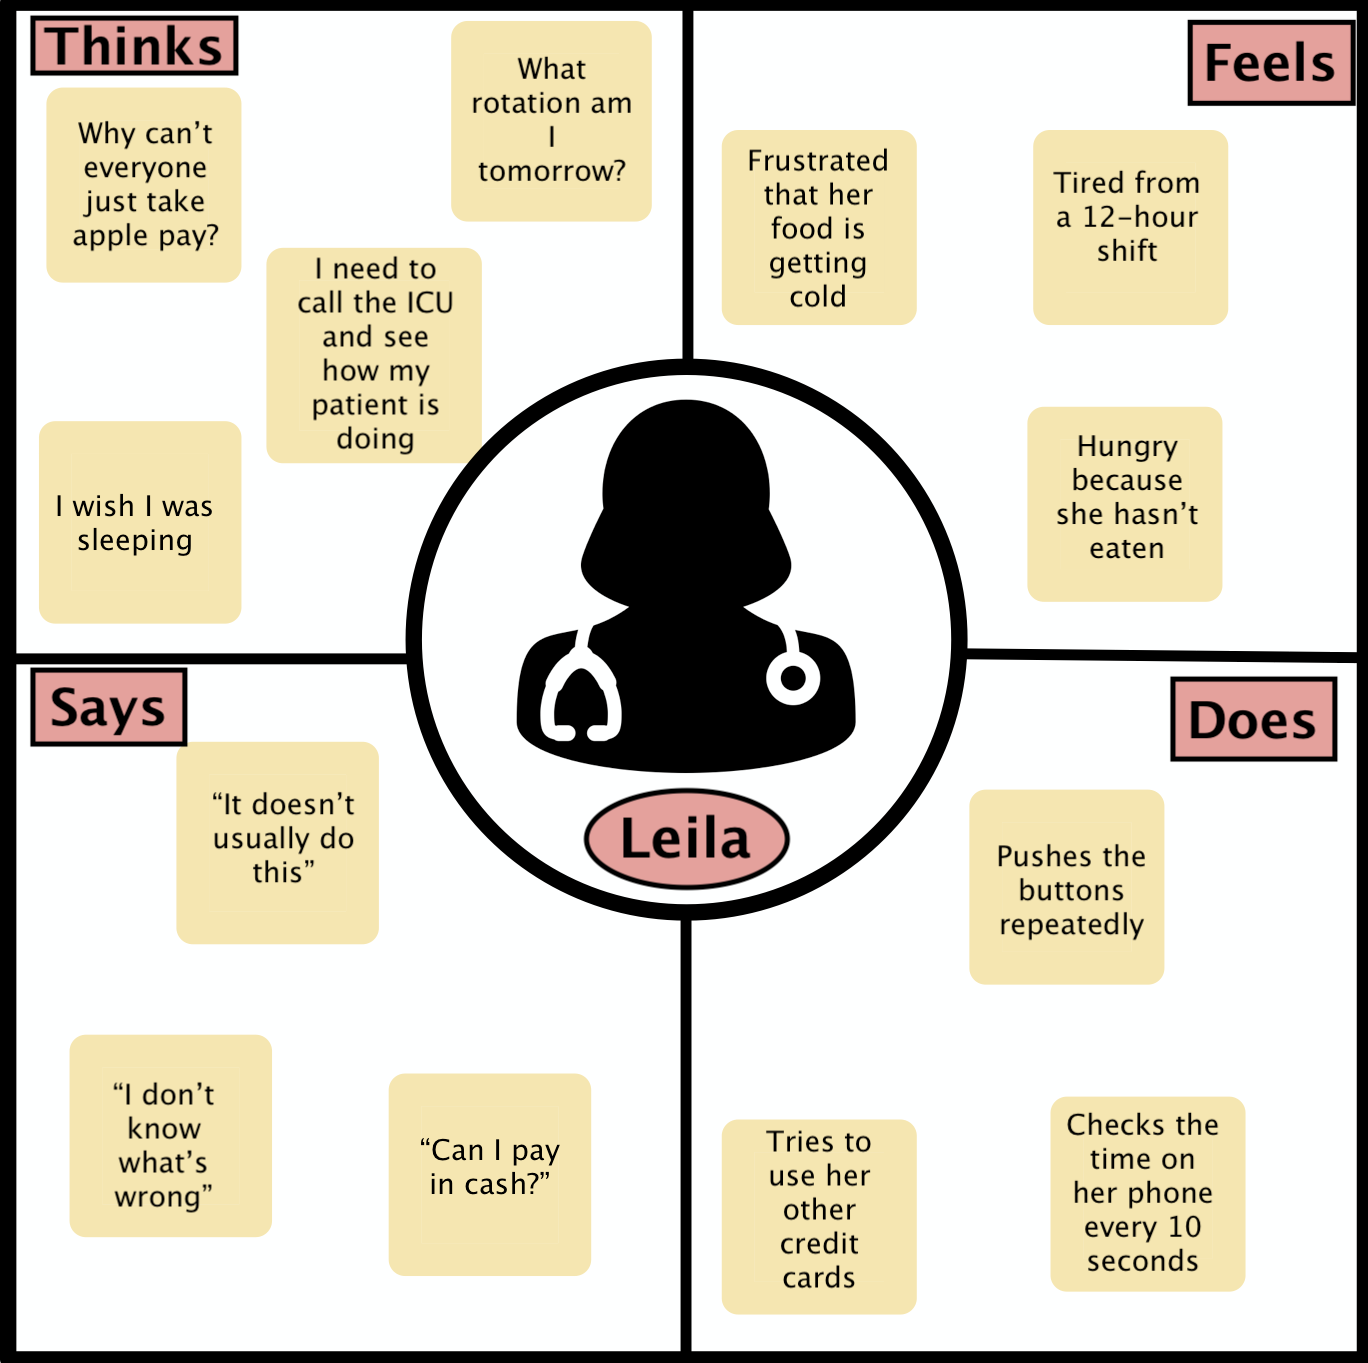 Thinks
Why can’t
everyone
just take
apple pay?
What
rotation am
I
tomorrow?
I need to
call the ICU
and see
how my
patient is
doing
I wish I was
sleeping
Feels
Frustrated
that her
food is
getting
cold
Tired from
a 12-hour
shift
Hungry
because
she hasn’t
eaten
Leila
Says
“It doesn’t
usually do
this”
“I don’t
know
what’s
wrong”
“Can I pay
in cash?”
Does
Pushes the
buttons
repeatedly
Tries to
use her
other
credit
cards
Checks the
time on
her phone
every 10
seconds